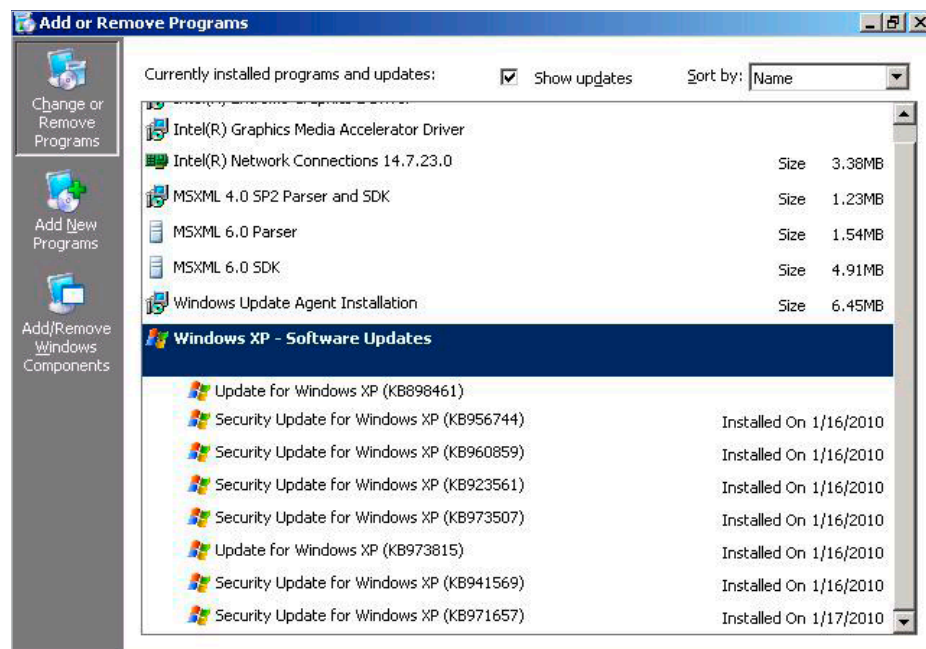 Add or Remove Programs
Change or
Remove
Programs
Add New
Programs
Add/Remove
Windows
Components
Currently installed programs and updates:
Show updates
Sort by: Name
Intel(R) Graphics Media Accelerator Driver
Intel(R) Network Connections 14.7.23.0 Size 3.38MB
MSXML 4.0 SP2 Parser and SDK Size 1.23MB
MSXML 6.0 Parser Size 1.54MB
MSXML 6.0 SDK Size 4.91MB
Windows Update Agent Installation Size 6.45MB
Windows XP - Software Updates
Update for Windows XP (KB898461)
Security Update for Windows XP (KB956744) Installed On 1/16/2010
Security Update for Windows XP (KB960859) Installed On 1/16/2010
Security Update for Windows XP (KB923561) Installed On 1/16/2010
Security Update for Windows XP (KB973507) Installed On 1/16/2010
Update for Windows XP (KB973815) Installed On 1/16/2010
Security Update for Windows XP (KB941569) Installed On 1/16/2010
Security Update for Windows XP (KB971657) Installed On 1/17/2010